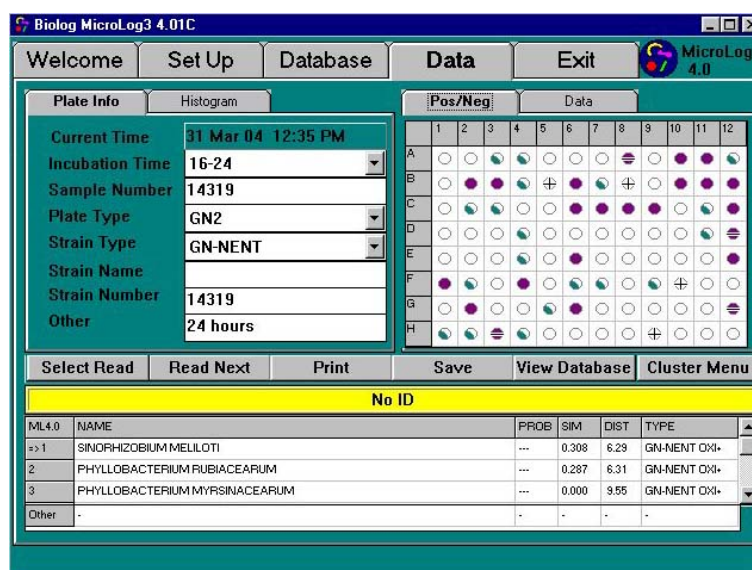 Biolog MicroLog3 4.01C
Welcome Set Up Database Data Exit MicroLog
4.0
Plate Info Histogram Pos/Neg Data
Current Time 31 Mar 04 12:35 PM
Incubation Time 16-24
Sample Number 14319
Plate Type GN2
Strain Type GN-NENT
Strain Name
Strain Number 14319
Other 24 hours
1 2 3 4 5 6 7 8 9 10 11 12
A
B
C
D
E
F
G
H
Select Read Read Next Print Save View Database Cluster Menu
No ID
ML4.0 NAME PROB SIM DIST TYPE
=>1 SINORHIZOBIUM MELILOTI --- 0.308 6.29 GN-NENT OXI+
2 PHYLLOBACTERIUM RUBIACEARUM --- 0.287 6.31 GN-NENT OXI+
3 PHYLLOBACTERIUM MYRSINACEARUM --- 0.000 9.55 GN-NENT OXI+
Other - - - - -